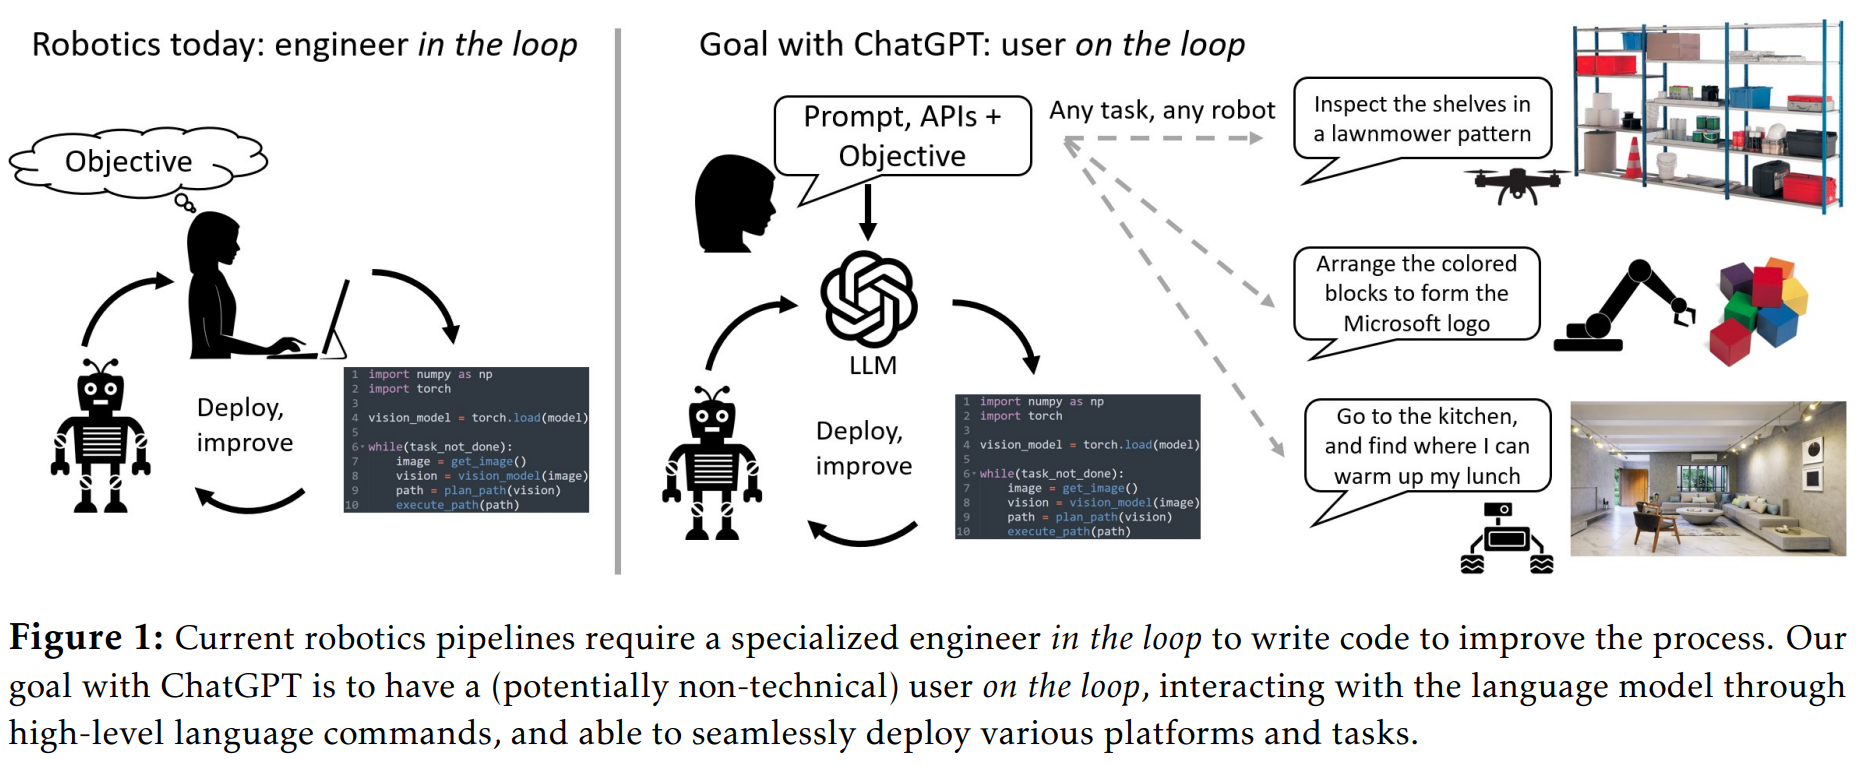 Robotics today: engineer in the loop
Objective
Deploy,
improve
1 import numpy as np
2 import torch
3
4 vision_model = torch.load(model)
5
6 while(task_not_done):
7 image = get_image()
8 vision = vision_model(image)
9 path = plan_path(vision)
10 execute_path(path)
Goal with ChatGPT: user on the loop
Prompt, APIs +
Objective
LLM
Deploy,
improve
1 import numpy as np
2 import torch
3
4 vision_model = torch.load(model)
5
6 while(task_not_done):
7 image = get_image()
8 vision = vision_model(image)
9 path = plan_path(vision)
10 execute_path(path)
Any task, any robot
Inspect the shelves in
a lawnmower pattern
Arrange the colored
blocks to form the
Microsoft logo
Go to the kitchen,
and find where I can
warm up my lunch
Figure 1: Current robotics pipelines require a specialized engineer in the loop to write code to improve the process. Our
goal with ChatGPT is to have a (potentially non-technical) user on the loop, interacting with the language model through
high-level language commands, and able to seamlessly deploy various platforms and tasks.